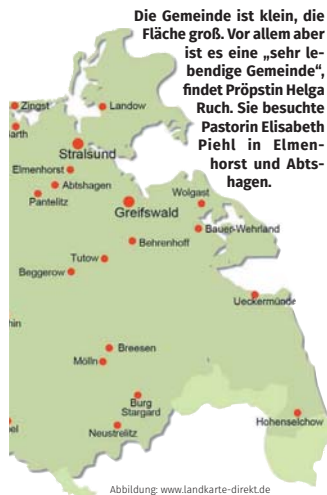 Die Gemeinde ist klein, die
Fläche groß. Vor allem aber
ist es eine „sehr le-
bendige Gemeinde“,
findet Pröpstin Helga
Ruch. Sie besuchte
Pastorin Elisabeth
Piehl in Elmen-
horst und Abts-
hagen.
Zingst
Landow
arth
Stralsund
Elmenhorst
Abtshagen
Pantelitz
Wolgast
Greifswald
Bauer-Wehrland
Behrenhoff
Tutow
Beggerow
Ueckermünde
hin
Breesen
Mölln
Burg
Stargard
Hohenselchow
Neustrelitz
el
Abbildung: www.landkarte-direkt.de